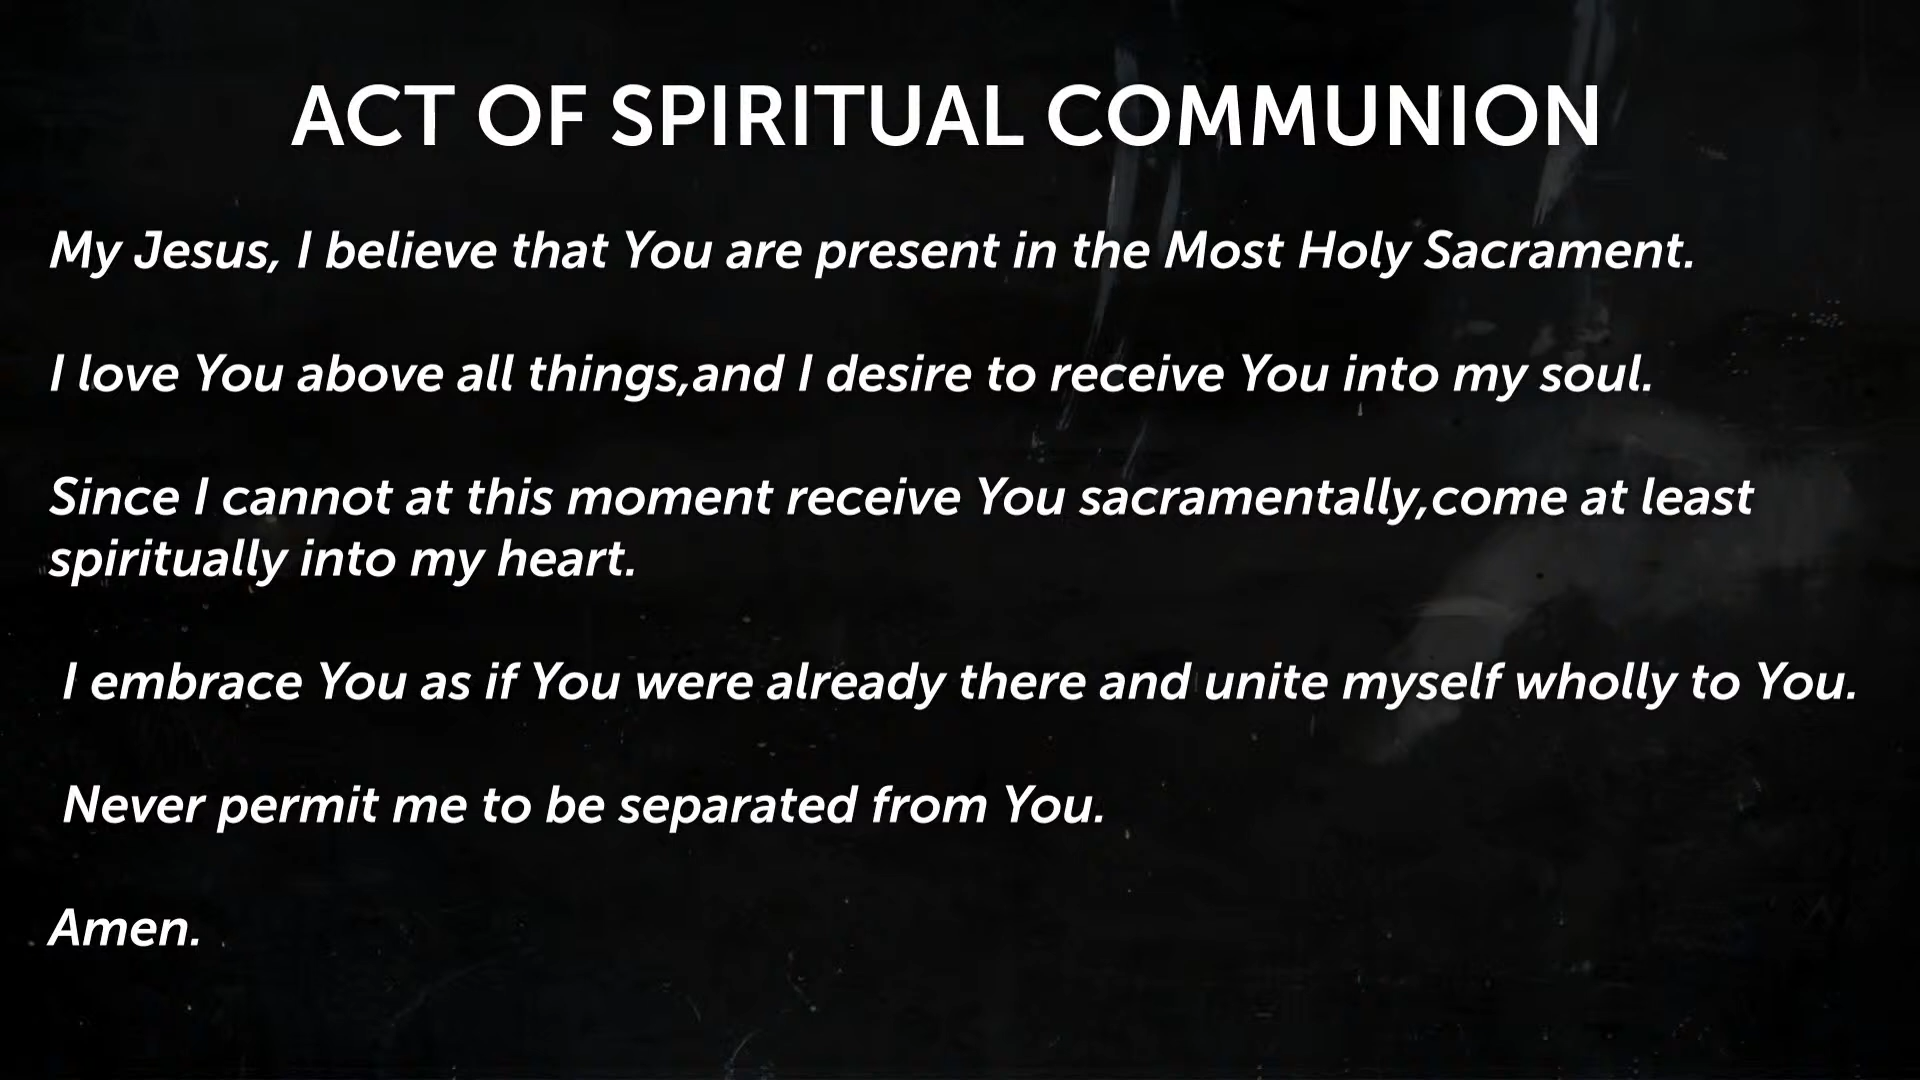 ACT OF SPIRITUAL COMMUNION
My Jesus, I believe that You are present in the Most Holy Sacrament.
I love You above all things,and I desire to receive You into my soul.
Since I cannot at this moment receive You sacramentally,come at least
spiritually into my heart.
I embrace You as if You were already there and unite myself wholly to You.
Never permit me to be separated from You.
Amen.